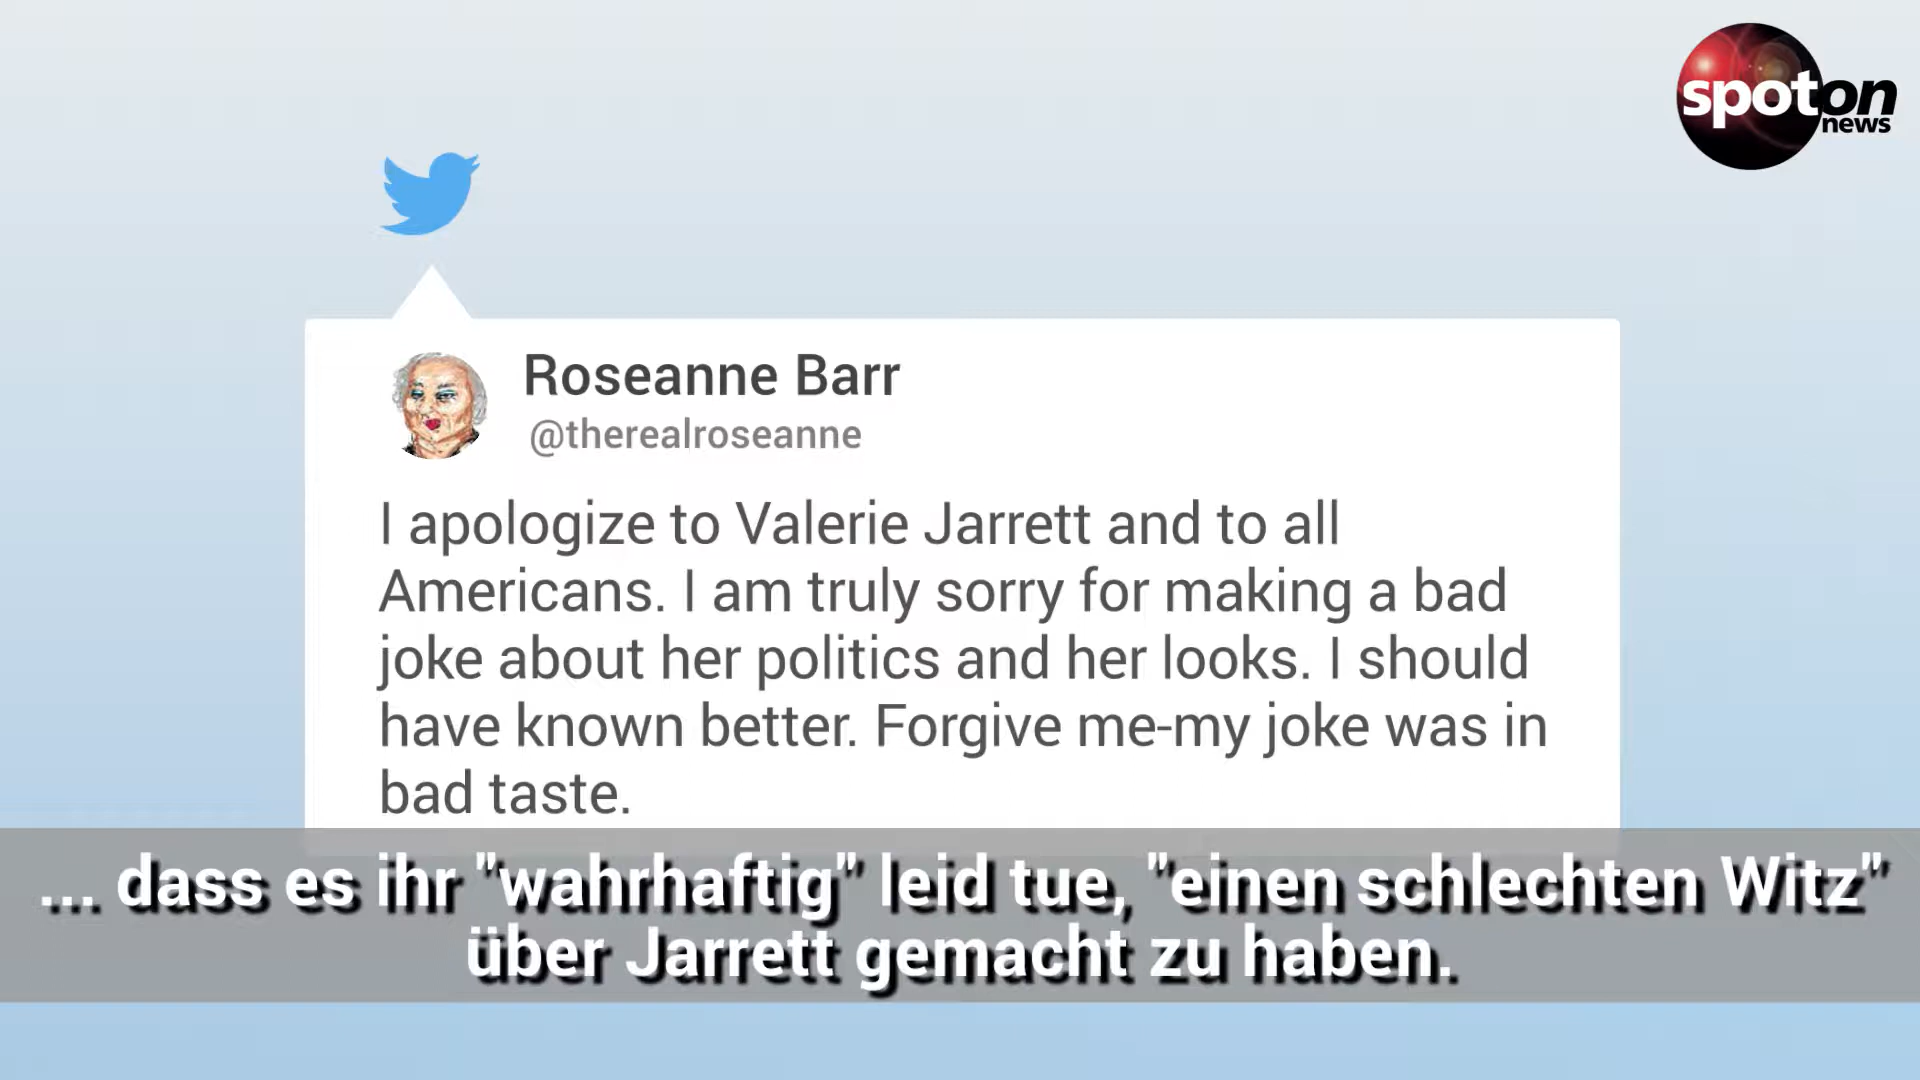 spoton
news
Roseanne Barr
@therealroseanne
I apologize to Valerie Jarrett and to all
Americans. I am truly sorry for making a bad
joke about her politics and her looks. I should
have known better. Forgive me-my joke was in
bad taste.
... dass es ihr "wahrhaftig" leid tue, "einen schlechten Witz"
über Jarrett gemacht zu haben.